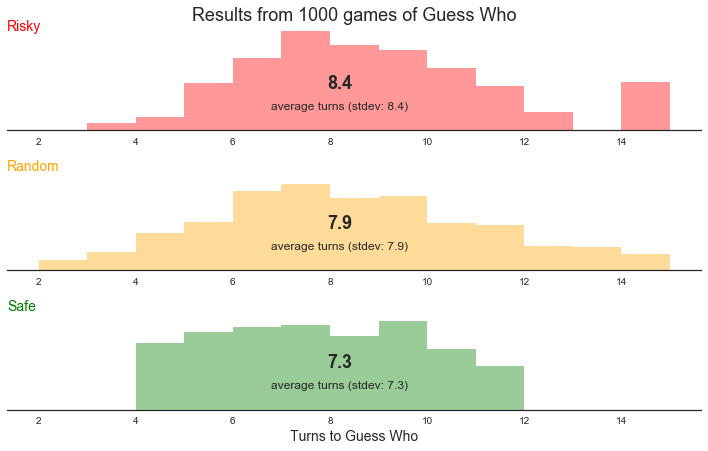 Results from 1000 games of Guess Who
Risky
8.4
average turns (stdev: 8.4)
2 4 6 8 10 12 14
Random
7.9
average turns (stdev: 7.9)
2 4 6 8 10 12 14
Safe
7.3
average turns (stdev: 7.3)
2 4 6 8 10 12 14
Turns to Guess Who